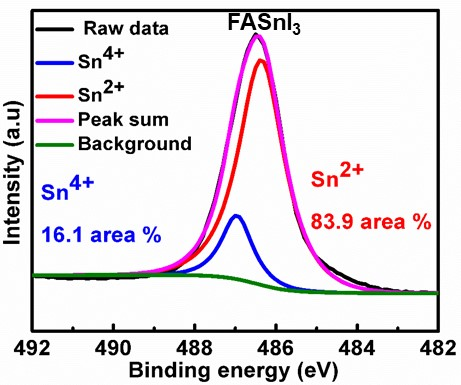 FASnI₃
Raw data
Sn⁴⁺
Sn²⁺
Peak sum
Background
Sn⁴⁺
16.1 area %
Sn²⁺
83.9 area %
Intensity (a.u)
492 490 488 486 484 482
Binding energy (eV)